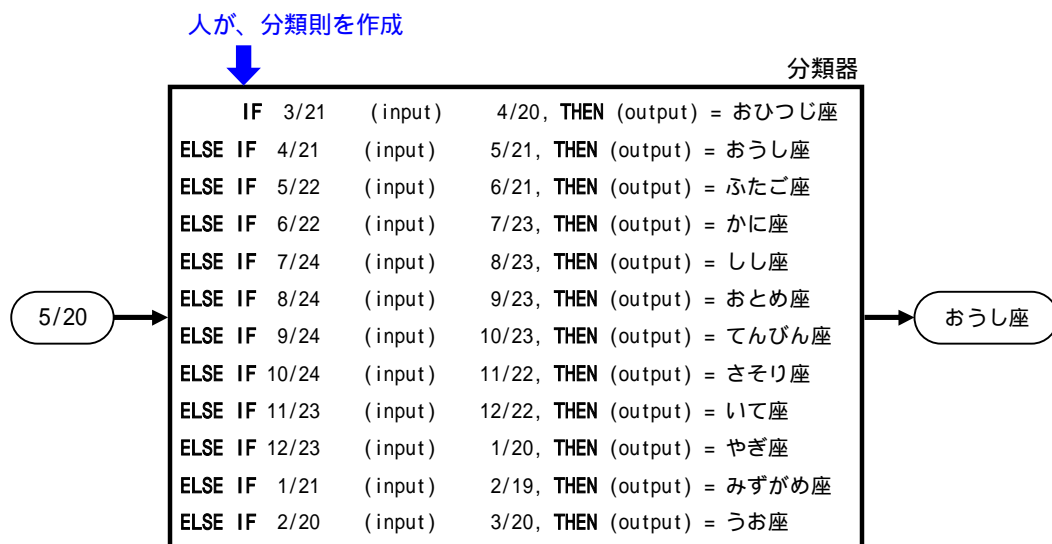 人が、分類則を作成
分類器
IF 3/21 (input) 4/20, THEN (output) = おひつじ座
ELSE IF 4/21 (input) 5/21, THEN (output) = おうし座
ELSE IF 5/22 (input) 6/21, THEN (output) = ふたご座
ELSE IF 6/22 (input) 7/23, THEN (output) = かに座
ELSE IF 7/24 (input) 8/23, THEN (output) = しし座
ELSE IF 8/24 (input) 9/23, THEN (output) = おとめ座
ELSE IF 9/24 (input) 10/23, THEN (output) = てんびん座
ELSE IF 10/24 (input) 11/22, THEN (output) = さそり座
ELSE IF 11/23 (input) 12/22, THEN (output) = いて座
ELSE IF 12/23 (input) 1/20, THEN (output) = やぎ座
ELSE IF 1/21 (input) 2/19, THEN (output) = みずがめ座
ELSE IF 2/20 (input) 3/20, THEN (output) = うお座
5/20
おうし座